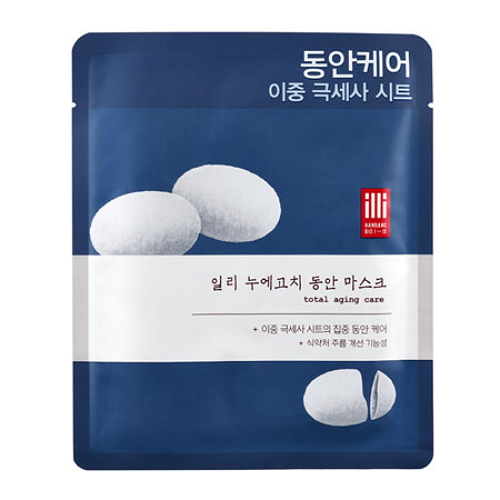 동안케어
이중 극세사 시트
illi
HANBANG
일리 누에고치 동안 마스크
total aging care
+ 이중 극세사 시트의 집중 동안 케어
+ 식약처 주름 개선 기능성